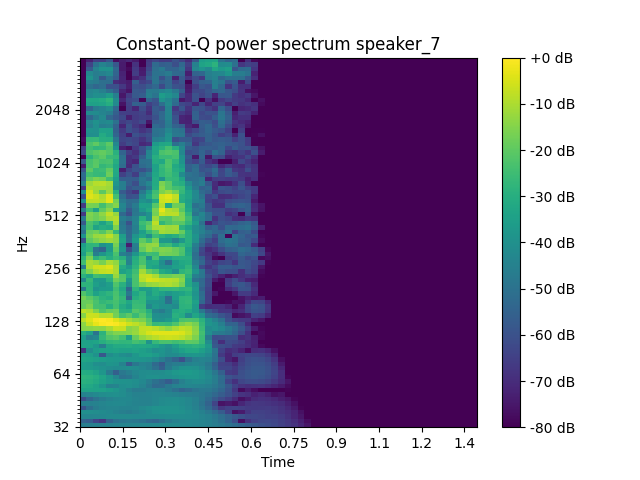 Constant-Q power spectrum speaker_7
Hz
2048
1024
512
256
128
64
32
0 0.15 0.3 0.45 0.6 0.75 0.9 1.1 1.2 1.4
Time
+0 dB
-10 dB
-20 dB
-30 dB
-40 dB
-50 dB
-60 dB
-70 dB
-80 dB